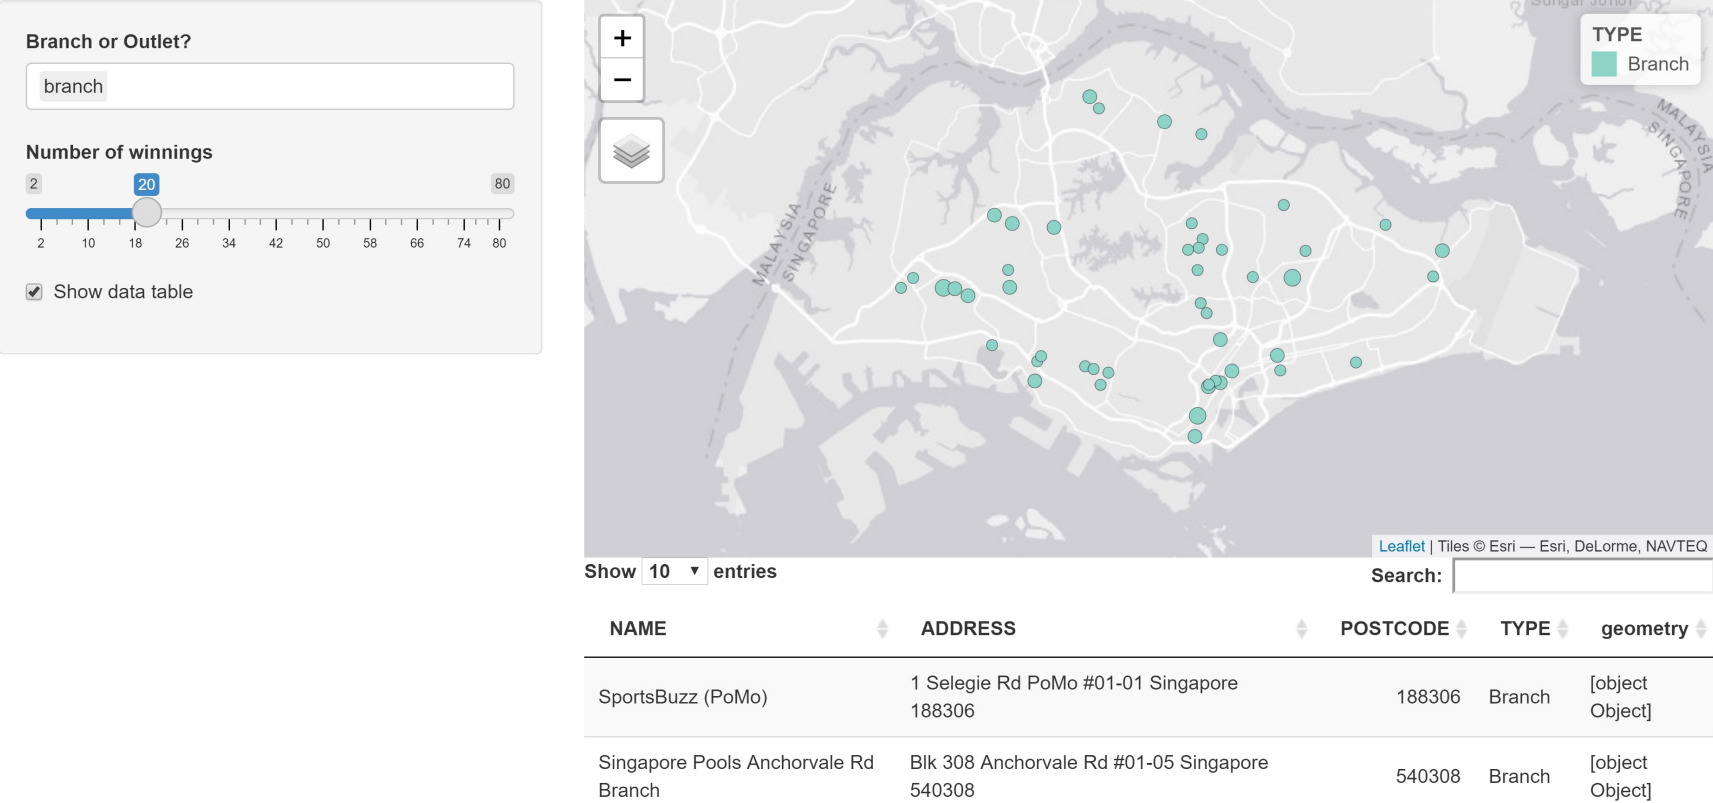 Branch or Outlet?
branch
Number of winnings
2 20 80
2 10 18 26 34 42 50 58 66 74 80
Show data table
+
−
MALAYSIA
SINGAPORE
TYPE
Branch
MALAYSIA
SINGAPORE
Leaflet | Tiles © Esri — Esri, DeLorme, NAVTEQ
Show 10 entries
Search:
NAME ADDRESS POSTCODE TYPE geometry
SportsBuzz (PoMo) 1 Selegie Rd PoMo #01-01 Singapore 188306 Branch [object
188306 Object]
Singapore Pools Anchorvale Rd Blk 308 Anchorvale Rd #01-05 Singapore 540308 Branch [object
Branch 540308 Object]